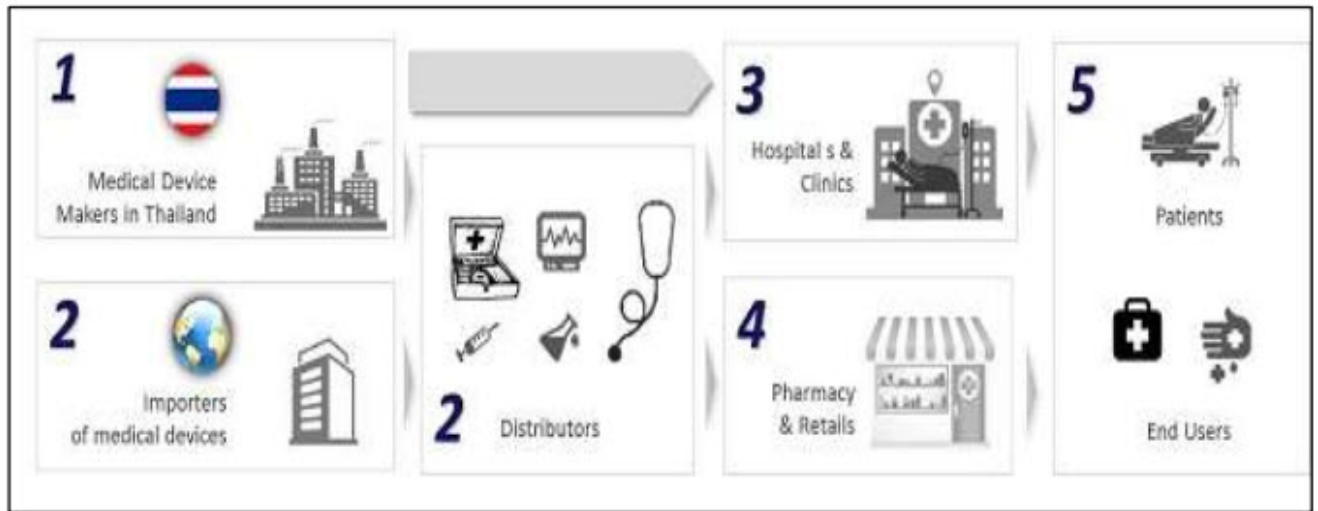 1
Medical Device
Makers in Thailand
2
Importers
of medical devices
2
Distributors
3
Hospital s &
Clinics
4
Pharmacy
& Retails
5
Patients
End Users